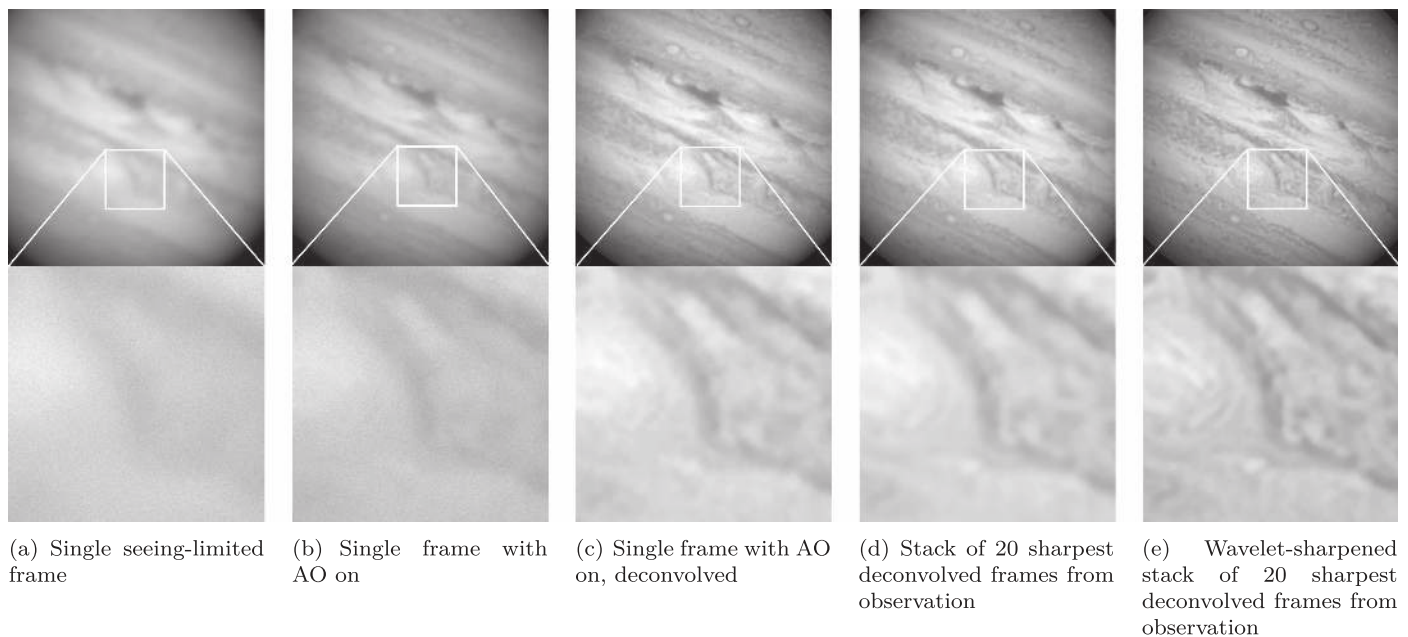 (a) Single seeing-limited
frame
(b) Single frame with
AO on
(c) Single frame with AO
on, deconvolved
(d) Stack of 20 sharpest
deconvolved frames from
observation
(e) Wavelet-sharpened
stack of 20 sharpest
deconvolved frames from
observation